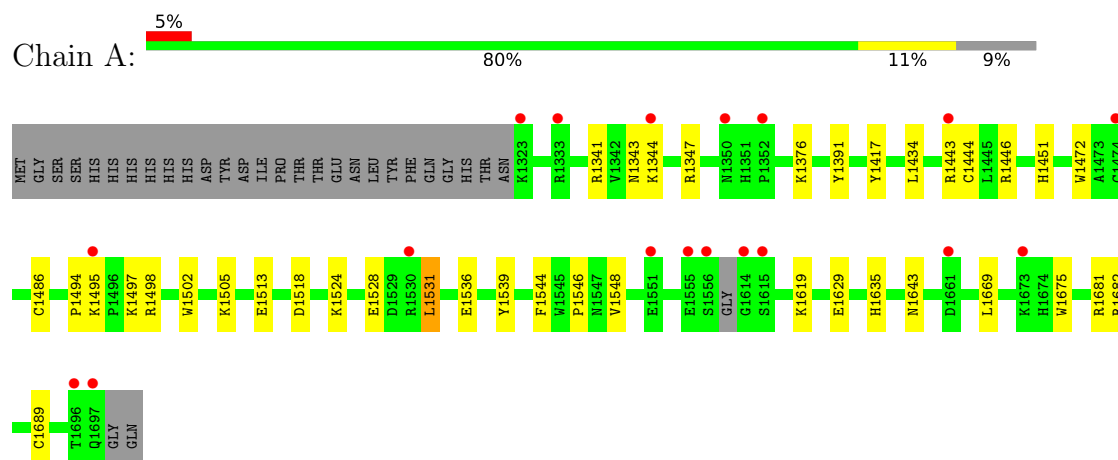 5%
Chain A:
80% 11% 9%
MET GLY SER SER HIS HIS HIS HIS HIS HIS ASP TYR ASP ILE PRO THR THR GLU ASN LEU TYR PHE GLN GLY HIS THR ASN K1323 R1333 R1341 V1342 N1343 K1344 R1347 N1350 H1351 P1352 K1376 Y1391 Y1417 L1434 R1443 C1444 L1445 R1446 H1451 W1472 A1473
C1486 P1494 K1495 P1496 K1497 R1498 W1502 K1505 E1513 D1518 K1524 E1528 D1529 R1530 L1531 E1536 Y1539 F1544 W1545 P1546 N1547 V1548 E1551 E1555 S1556 GLY G1614 S1615 K1619 E1629 H1635 N1643 D1661 L1669 K1673 H1674 W1675 R1681
C1689 T1696 Q1697 GLY GLN